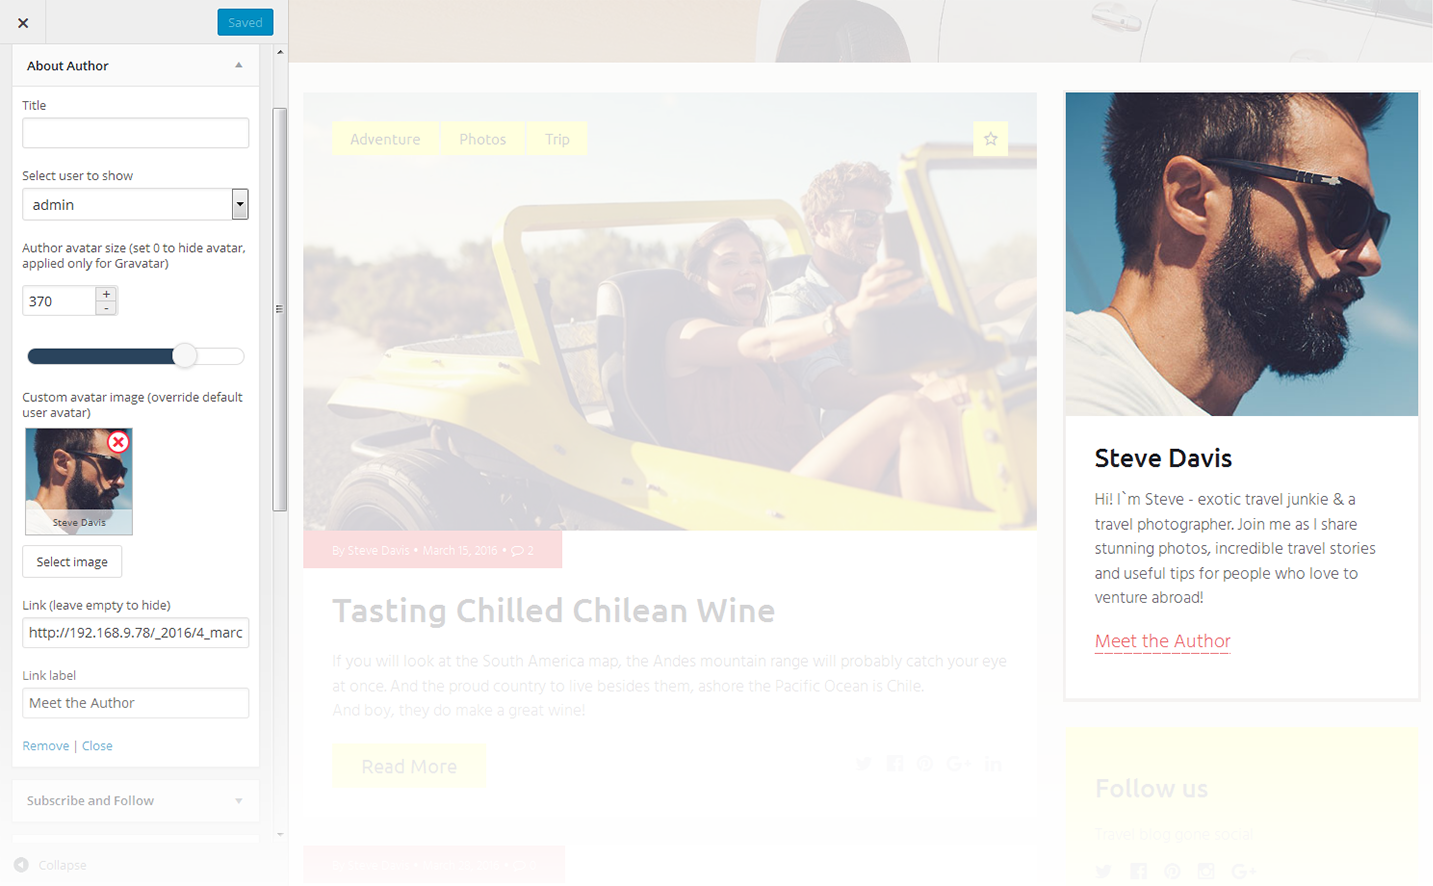 Saved
About Author
Title
Select user to show
admin
Author avatar size (set 0 to hide avatar,
applied only for Gravatar)
370
+
-
Custom avatar image (override default
user avatar)
Steve Davis
Select image
Link (leave empty to hide)
http://192.168.9.78/_2016/4_marc
Link label
Meet the Author
Remove | Close
Subscribe and Follow
Collapse
Adventure
Photos
Trip
By Steve Davis • March 15, 2016 • 2
Tasting Chilled Chilean Wine
If you will look at the South America map, the Andes mountain range will probably catch your eye
at once. And the proud country to live besides them, ashore the Pacific Ocean is Chile.
And boy, they do make a great wine!
Read More
Steve Davis
Hi! I`m Steve - exotic travel junkie & a
travel photographer. Join me as I share
stunning photos, incredible travel stories
and useful tips for people who love to
venture abroad!
Meet the Author
Follow us
Travel blog gone social